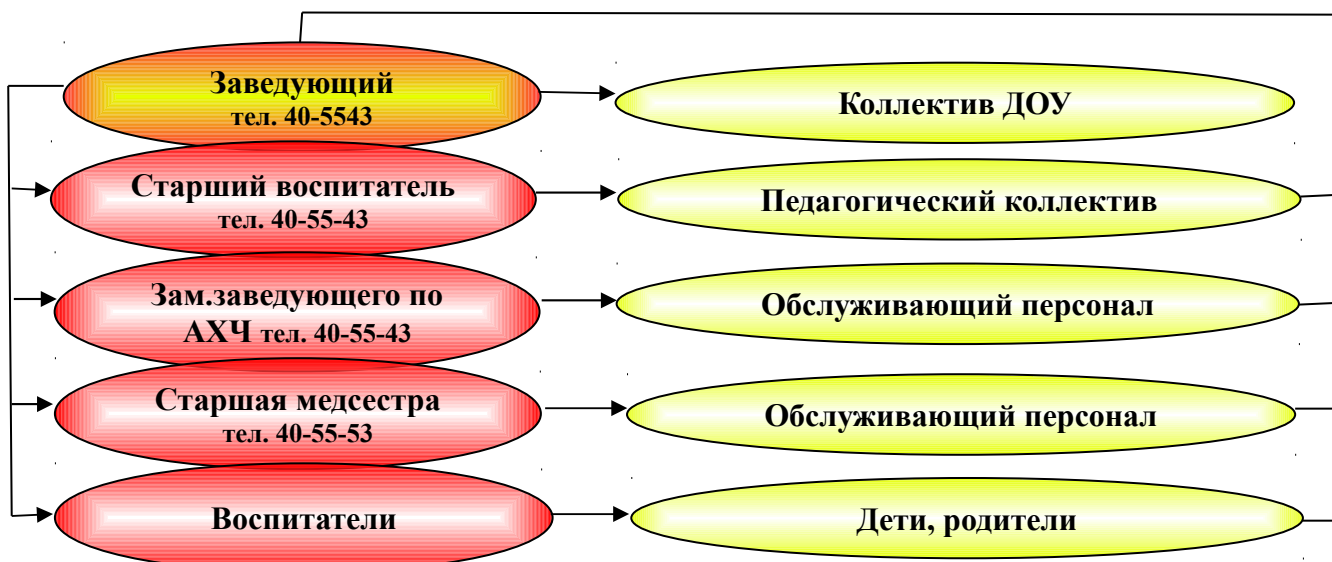 Заведующий
тел. 40-5543
Коллектив ДОУ
Старший воспитатель
тел. 40-55-43
Педагогический коллектив
Зам.заведующего по
АХЧ тел. 40-55-43
Обслуживающий персонал
Старшая медсестра
тел. 40-55-53
Обслуживающий персонал
Воспитатели
Дети, родители